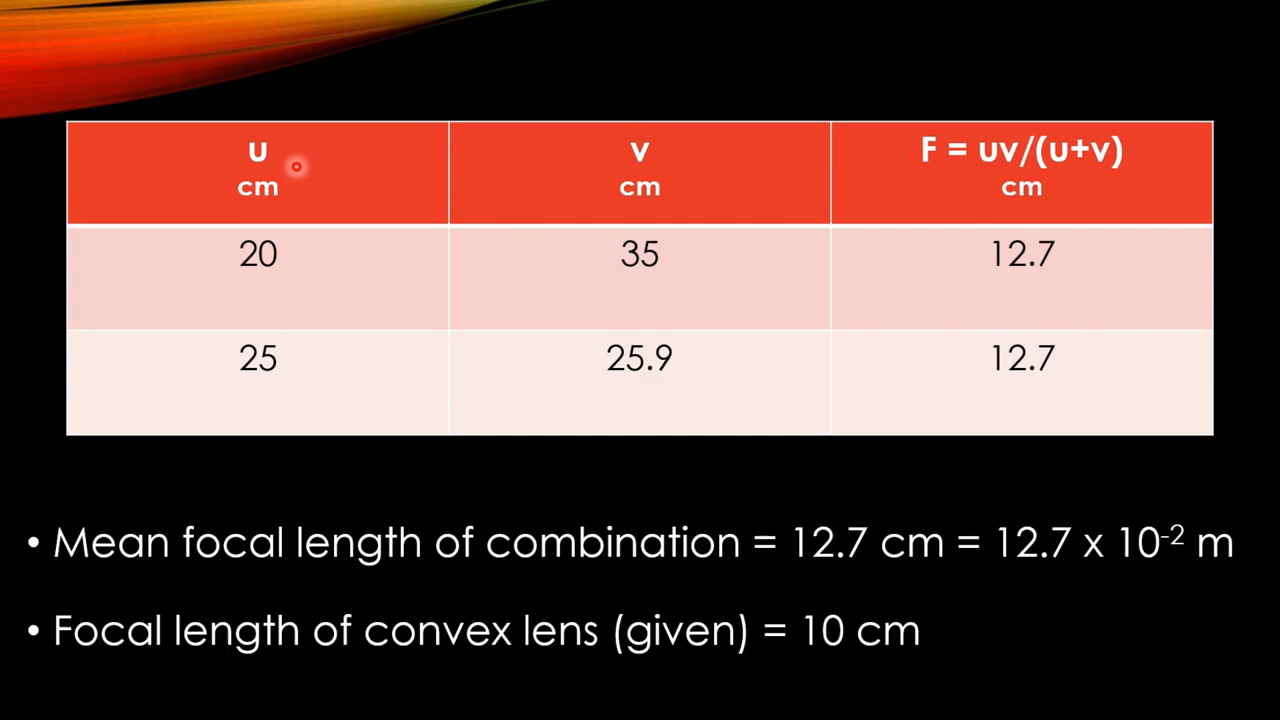 u v F = uv/(u+v)
cm cm cm
20 35 12.7
25 25.9 12.7
• Mean focal length of combination = 12.7 cm = 12.7 x 10⁻² m
• Focal length of convex lens (given) = 10 cm